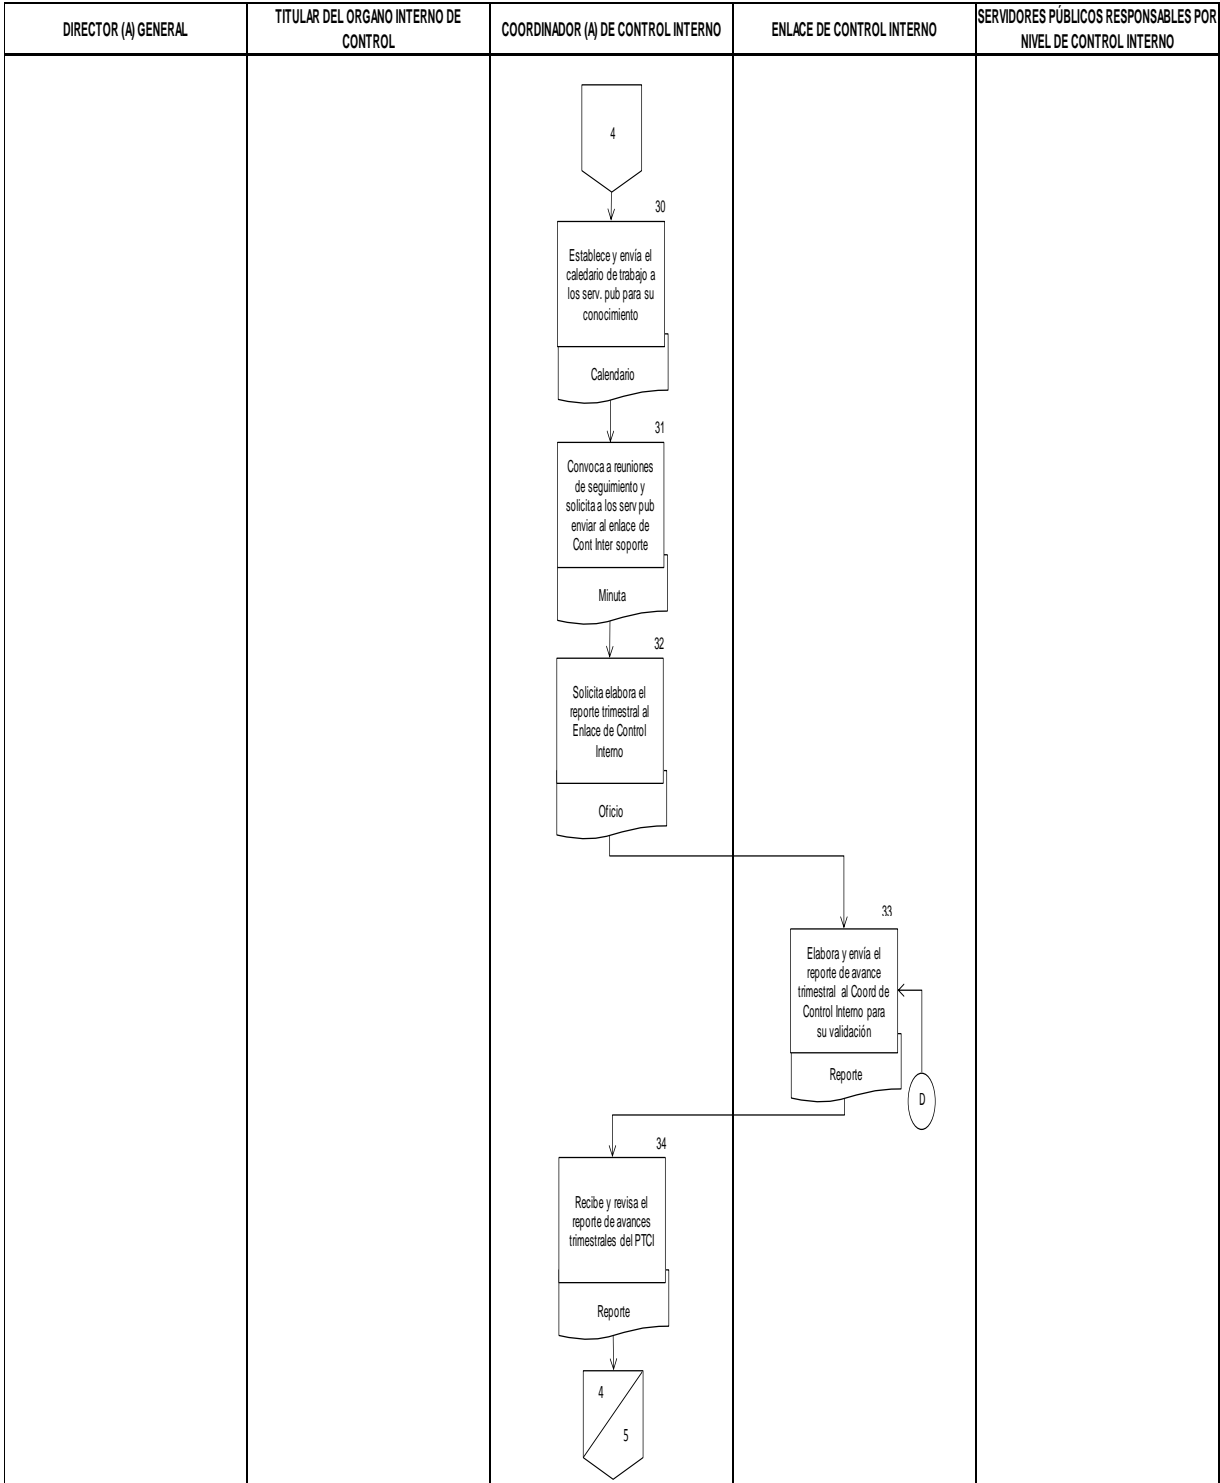 DIRECTOR (A) GENERAL
TITULAR DEL ORGANO INTERNO DE
CONTROL
COORDINADOR (A) DE CONTROL INTERNO
ENLACE DE CONTROL INTERNO
SERVIDORES PÚBLICOS RESPONSABLES POR
NIVEL DE CONTROL INTERNO
4
30
Establece y envía el
caledario de trabajo a
los serv. pub para su
conocimiento
Calendario
31
Convoca a reuniones
de seguimiento y
solicita a los serv pub
enviar al enlace de
Cont Inter soporte
Minuta
32
Solicita elabora el
reporte trimestral al
Enlace de Control
Interno
Oficio
33
Elabora y envía el
reporte de avance
trimestral al Coord de
Control Interno para
su validación
Reporte
D
34
Recibe y revisa el
reporte de avances
trimestrales del PTCI
Reporte
4
5